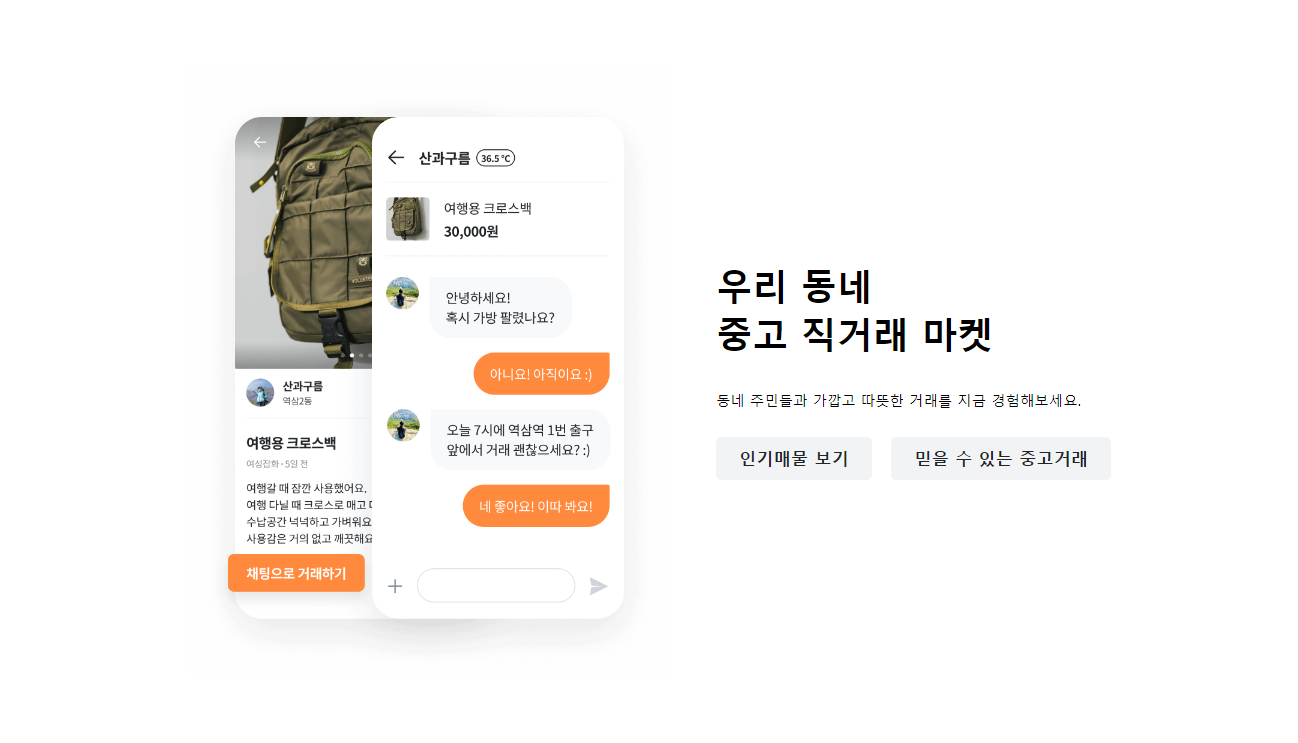 산과구름
역삼2동
여행용 크로스백
여성잡화 · 5일 전
여행갈 때 잠깐 사용했어요.
여행 다닐 때 크로스로 매고
수납공간 넉넉하고 가벼워요
사용감은 거의 없고 깨끗해요
채팅으로 거래하기
산과구름 36.5 ℃
여행용 크로스백
30,000원
안녕하세요!
혹시 가방 팔렸나요?
아니요! 아직이요 :)
오늘 7시에 역삼역 1번 출구
앞에서 거래 괜찮으세요? :)
네 좋아요! 이따 봐요!
우리 동네
중고 직거래 마켓
동네 주민들과 가깝고 따뜻한 거래를 지금 경험해보세요.
인기매물 보기
믿을 수 있는 중고거래